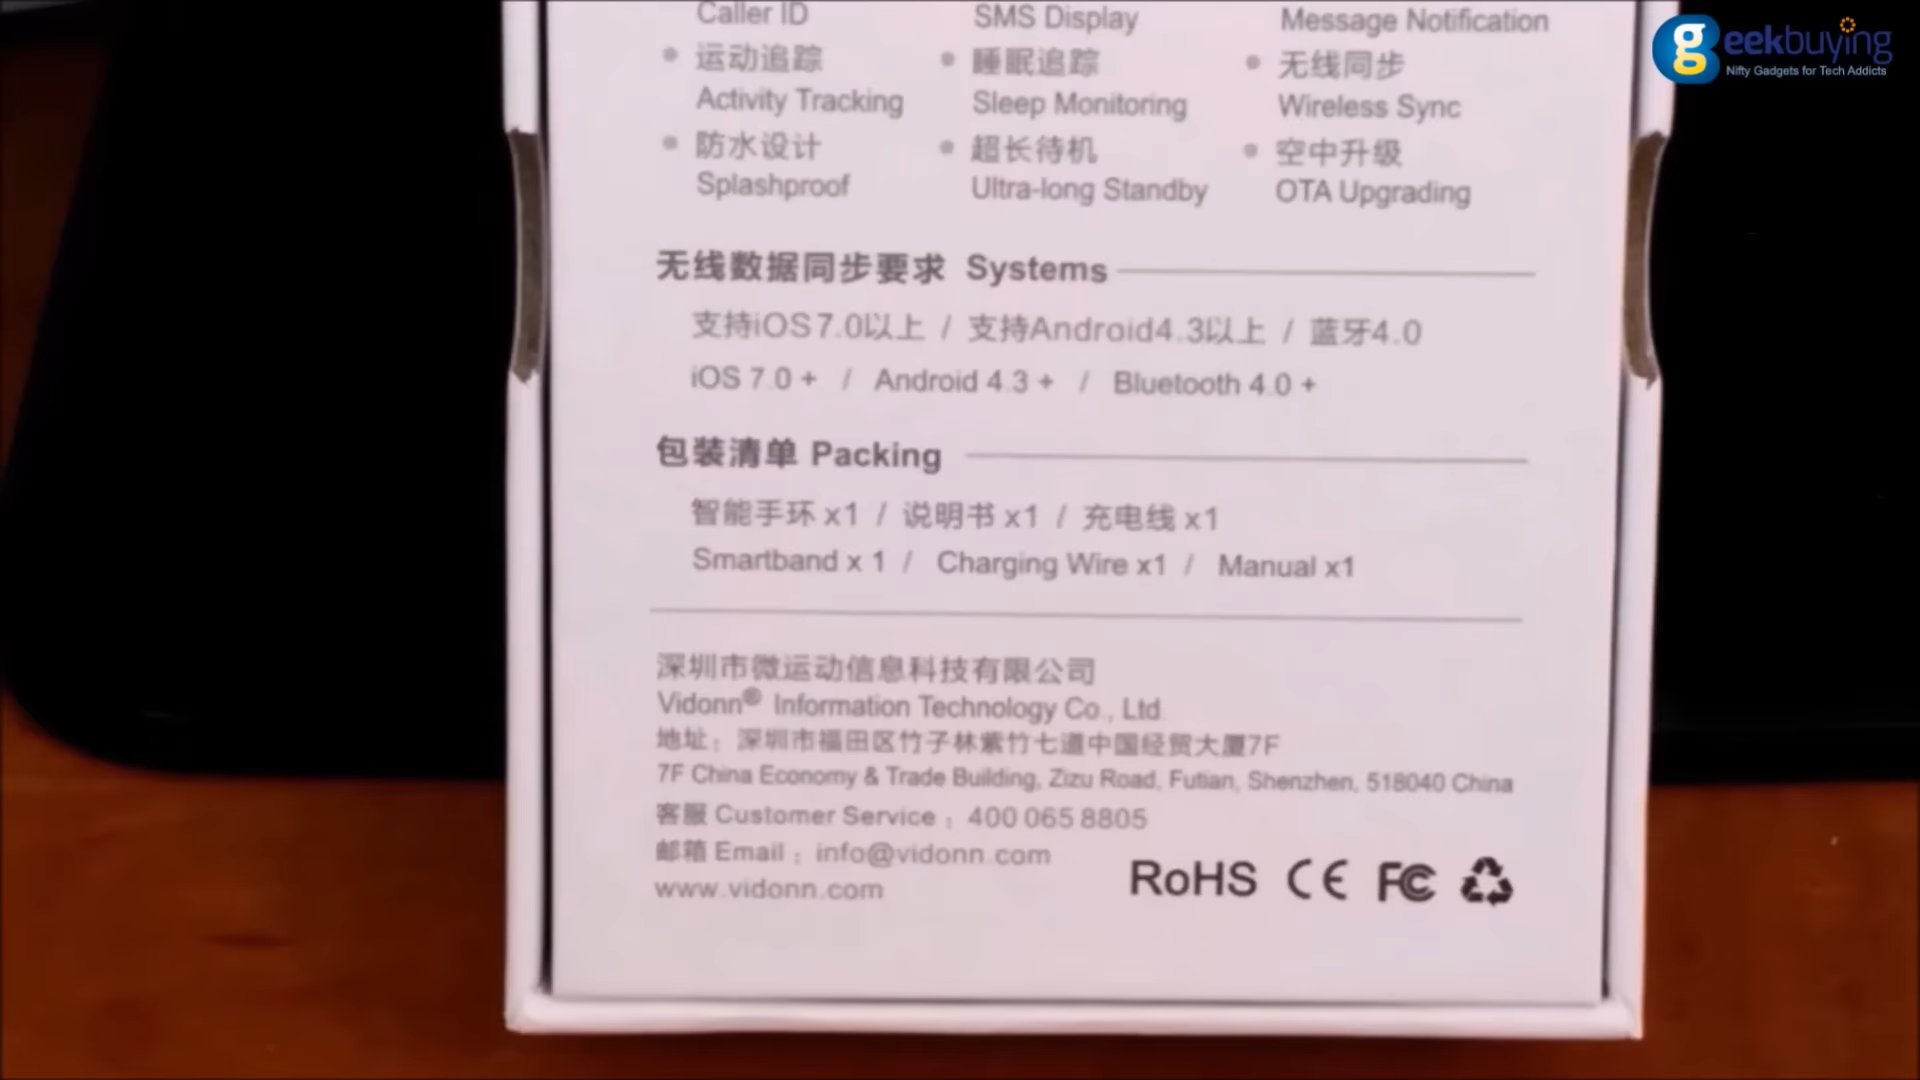 geekbuying
Nifty Gadgets for Tech Addicts
Caller ID SMS Display Message Notification
• 运动追踪 • 睡眠追踪 • 无线同步
Activity Tracking Sleep Monitoring Wireless Sync
• 防水设计 • 超长待机 • 空中升级
Splashproof Ultra-long Standby OTA Upgrading
无线数据同步要求 Systems
支持iOS7.0以上 / 支持Android4.3以上 / 蓝牙4.0
iOS 7.0 + / Android 4.3 + / Bluetooth 4.0 +
包装清单 Packing
智能手环 x1 / 说明书 x1 / 充电线 x1
Smartband x 1 / Charging Wire x1 / Manual x1
深圳市微运动信息科技有限公司
Vidonn® Information Technology Co., Ltd.
地址：深圳市福田区竹子林紫竹七道中国经贸大厦7F
7F China Economy & Trade Building, Zizu Road, Futian, Shenzhen, 518040 China
客服 Customer Service：400 065 8805
邮箱 Email：info@vidonn.com
www.vidonn.com
RoHS CE FC